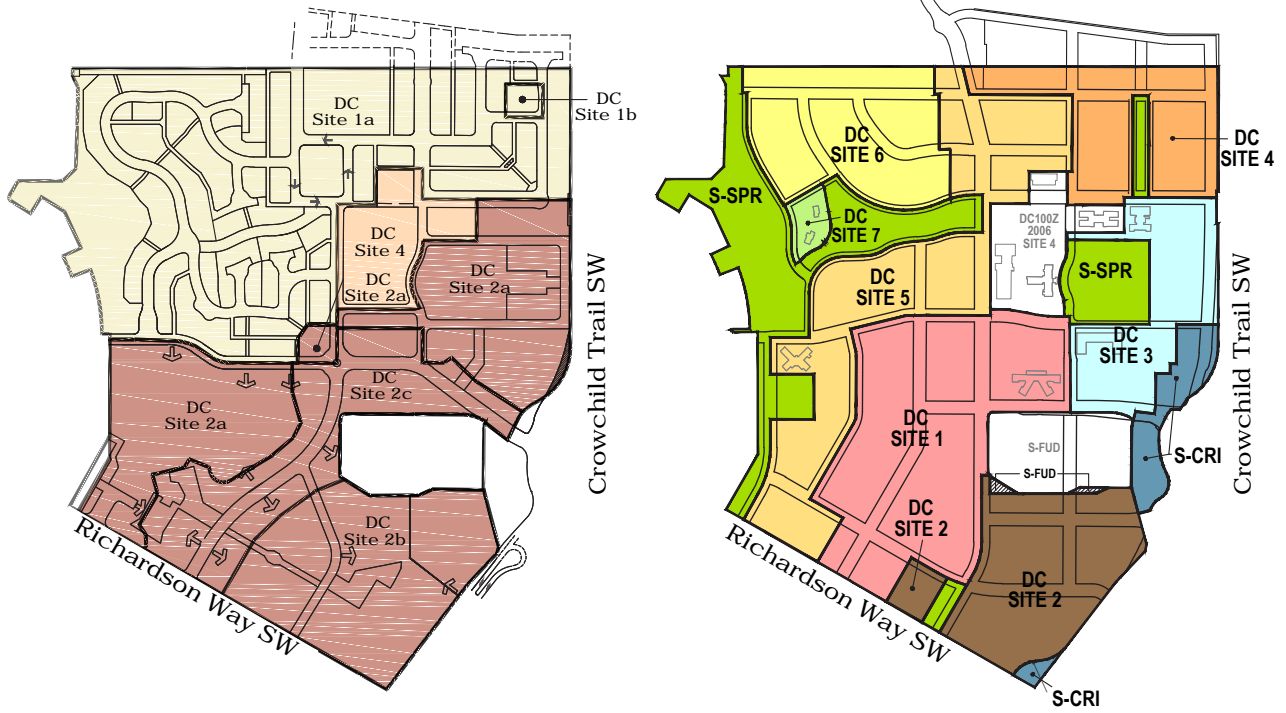 DC
Site 1a
DC
Site 1b
DC
Site 4
DC
Site 2a
DC
Site 2a
DC
Site 2c
DC
Site 2a
DC
Site 2b
Crowchild Trail SW
Richardson Way SW
DC
SITE 6
DC
SITE 4
S-SPR
DC
SITE 7
DC100Z
2006
SITE 4
S-SPR
DC
SITE 5
DC
SITE 3
DC
SITE 1
S-FUD
S-FUD
S-CRI
DC
SITE 2
DC
SITE 2
S-CRI
Crowchild Trail SW
Richardson Way SW